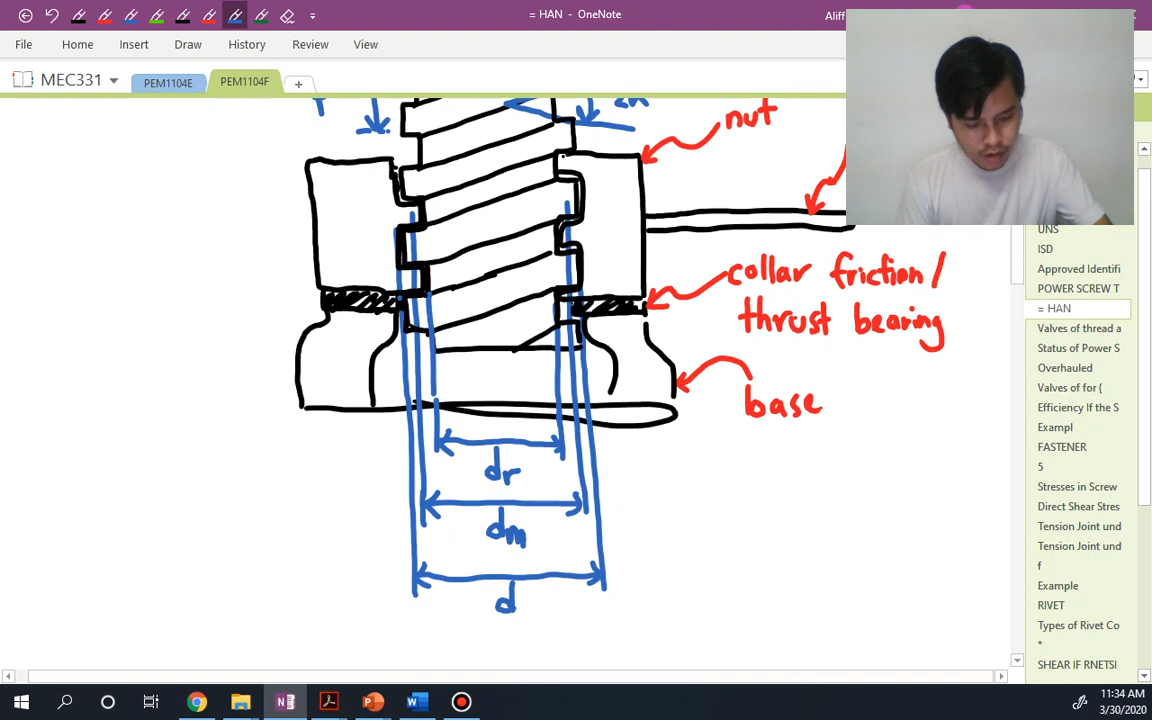 = HAN - OneNote
Aliff
File Home Insert Draw History Review View
MEC331
PEM1104E
PEM1104F
nut
collar friction/
thrust bearing
base
dr
dm
d
UNS
ISD
Approved Identifi
POWER SCREW T
= HAN
Valves of thread a
Status of Power S
Overhauled
Valves of for {
Efficiency If the S
Exampl
FASTENER
5
Stresses in Screw
Direct Shear Stres
Tension Joint und
Tension Joint und
f
Example
RIVET
Types of Rivet Co
*
SHEAR IF RNETSI
11:34 AM
3/30/2020